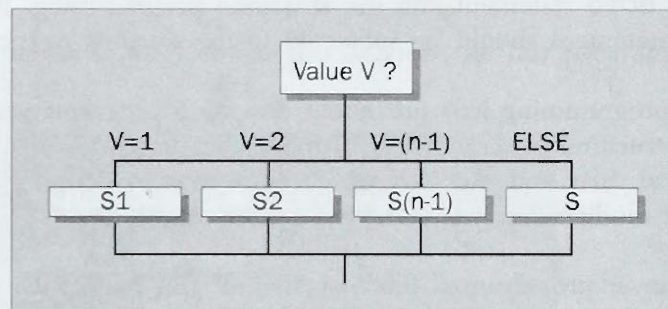 Value V ?
V=1 V=2 V=(n-1) ELSE
S1 S2 S(n-1) S